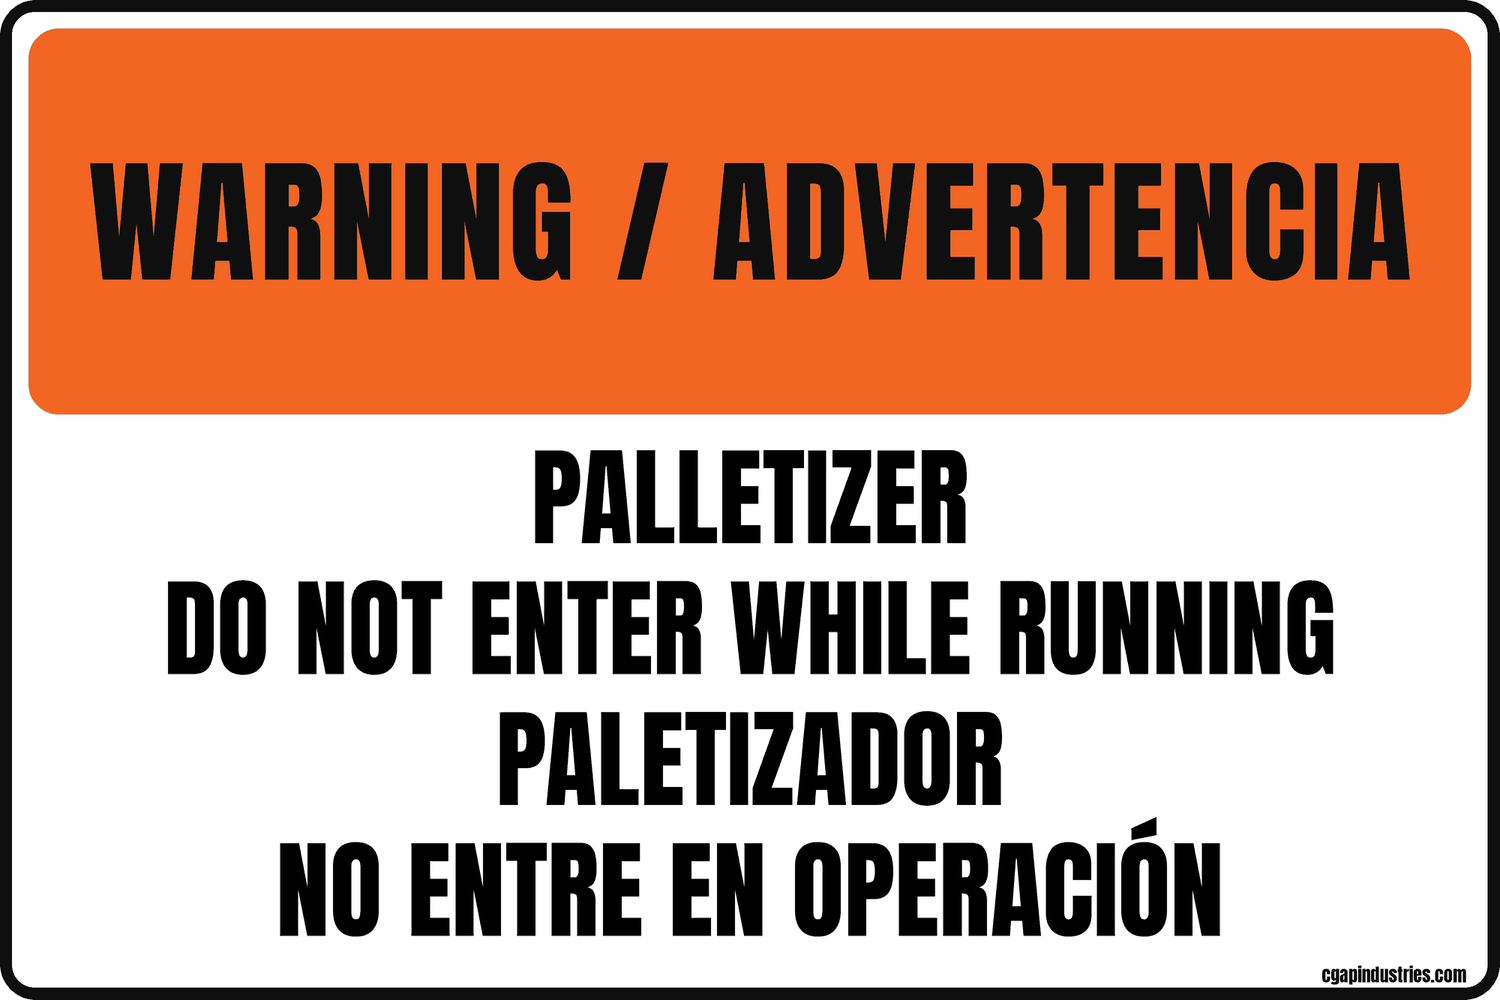 WARNING / ADVERTENCIA
PALLETIZER
DO NOT ENTER WHILE RUNNING
PALETIZADOR
NO ENTRE EN OPERACIÓN
cgapindustries.com